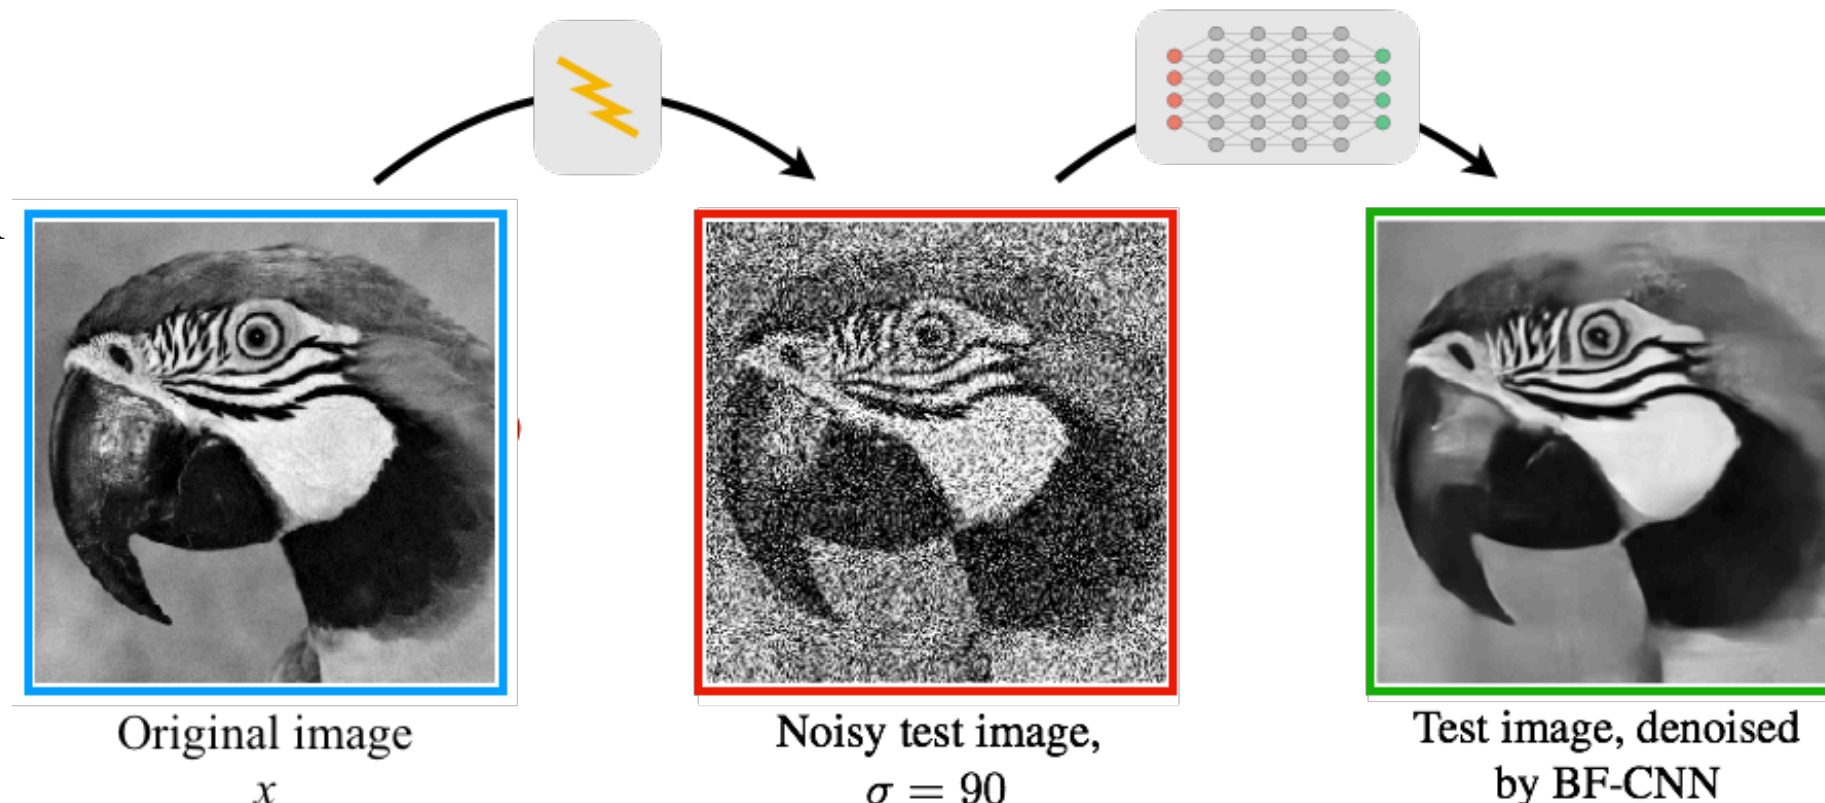 Original image
x
Noisy test image,
σ = 90
Test image, denoised
by BF-CNN